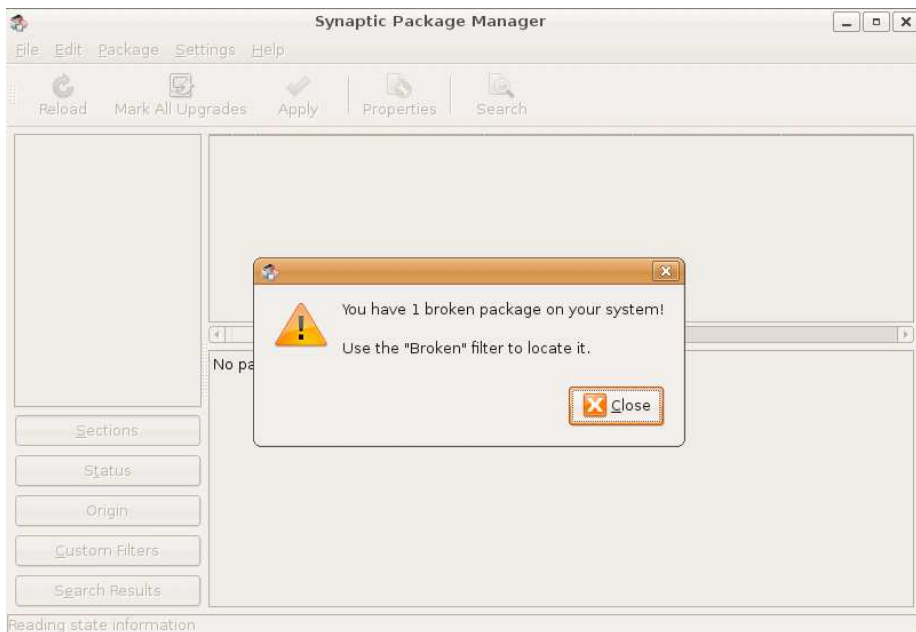 Synaptic Package Manager
File Edit Package Settings Help
Reload Mark All Upgrades Apply Properties Search
You have 1 broken package on your system!
Use the "Broken" filter to locate it.
No pa
Close
Sections
Status
Origin
Custom Filters
Search Results
Reading state information